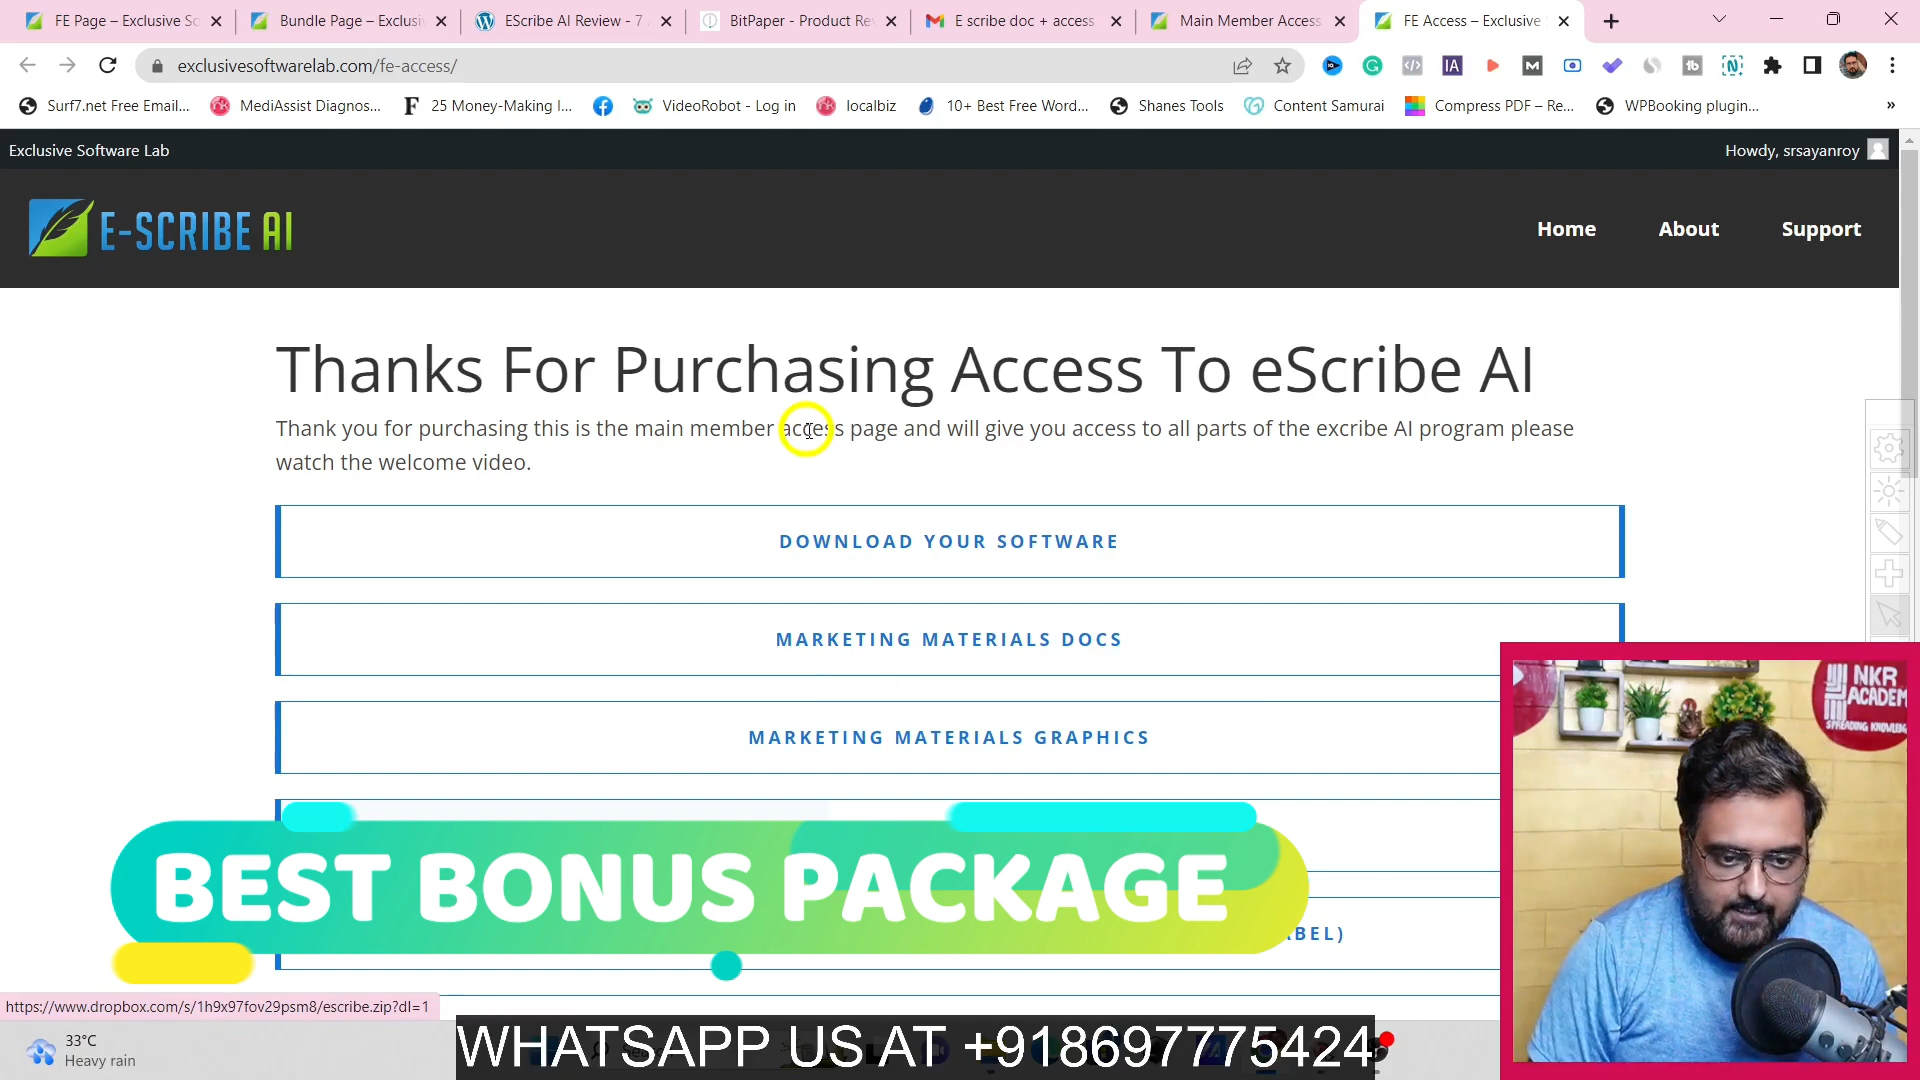 FE Page – Exclusive So
Bundle Page – Exclusiv
EScribe AI Review - 7
BitPaper - Product Re
E scribe doc + access
Main Member Access
FE Access – Exclusive
exclusivesoftwarelab.com/fe-access/
Surf7.net Free Email...
MediAssist Diagnos...
25 Money-Making I...
VideoRobot - Log in
localbiz
10+ Best Free Word...
Shanes Tools
Content Samurai
Compress PDF – Re...
WPBooking plugin...
Exclusive Software Lab
Howdy, srsayanroy
E-SCRIBE AI
Home
About
Support
Thanks For Purchasing Access To eScribe AI
Thank you for purchasing this is the main member access page and will give you access to all parts of the excribe AI program please
watch the welcome video.
DOWNLOAD YOUR SOFTWARE
MARKETING MATERIALS DOCS
MARKETING MATERIALS GRAPHICS
NKR
ACADEM
SPREADING KNOWLED
BEST BONUS PACKAGE
ABEL)
https://www.dropbox.com/s/1h9x97fov29psm8/escribe.zip?dl=1
33°C
Heavy rain
WHATSAPP US AT +918697775424